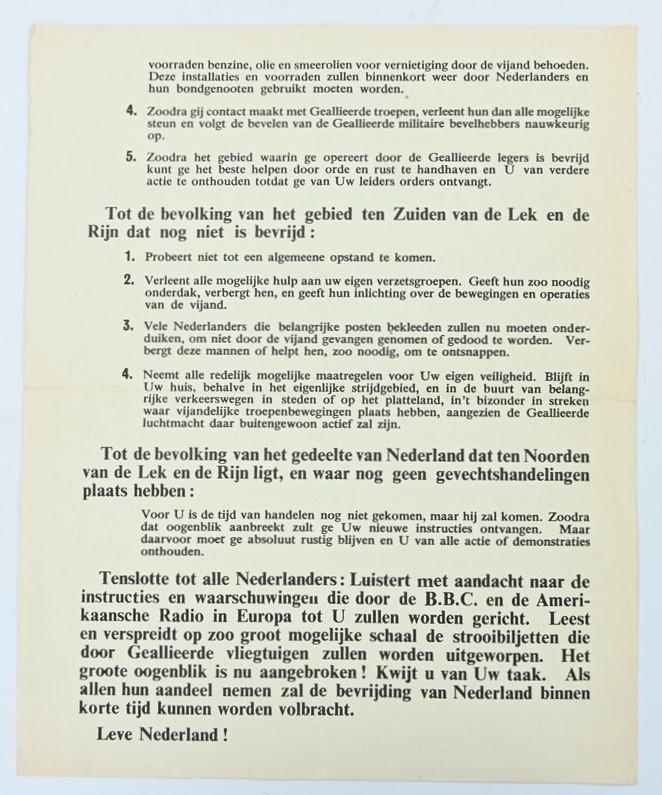 voorraden benzine, olie en smeerolien voor vernietiging door de vijand behoeden.
Deze installaties en voorraden zullen binnenkort weer door Nederlanders en
hun bondgenooten gebruikt moeten worden.
4. Zoodra gij contact maakt met Geallieerde troepen, verleent hun dan alle mogelijke
steun en volgt de bevelen van de Geallieerde militaire bevelhebbers nauwkeurig
op.
5. Zoodra het gebied waarin ge opereert door de Geallieerde legers is bevrijd
kunt ge het beste helpen door orde en rust te handhaven en U van verdere
actie te onthouden totdat ge van Uw leiders orders ontvangt.
Tot de bevolking van het gebied ten Zuiden van de Lek en de
Rijn dat nog niet is bevrijd :
1. Probeert niet tot een algemeene opstand te komen.
2. Verleent alle mogelijke hulp aan uw eigen verzetsgroepen. Geeft hun zoo noodig
onderdak, verbergt hen, en geeft hun inlichting over de bewegingen en operaties
van de vijand.
3. Vele Nederlanders die belangrijke posten bekleeden zullen nu moeten onder-
duiken, om niet door de vijand gevangen genomen of gedood te worden. Ver-
bergt deze mannen of helpt hen, zoo noodig, om te ontsnappen.
4. Neemt alle redelijk mogelijke maatregelen voor Uw eigen veiligheid. Blijft in
Uw huis, behalve in het eigenlijke strijdgebied, en in de buurt van belang-
rijke verkeerswegen in steden of op het platteland, in't bizonder in streken
waar vijandelijke troepenbewegingen plaats hebben, aangezien de Geallieerde
luchtmacht daar buitengewoon actief zal zijn.
Tot de bevolking van het gedeelte van Nederland dat ten Noorden
van de Lek en de Rijn ligt, en waar nog geen gevechtshandelingen
plaats hebben :
Voor U is de tijd van handelen nog niet gekomen, maar hij zal komen. Zoodra
dat oogenblik aanbreekt zult ge Uw nieuwe instructies ontvangen. Maar
daarvoor moet ge absoluut rustig blijven en U van alle actie of demonstraties
onthouden.
Tenslotte tot alle Nederlanders : Luistert met aandacht naar de
instructies en waarschuwingen die door de B.B.C. en de Ameri-
kaansche Radio in Europa tot U zullen worden gericht. Leest
en verspreidt op zoo groot mogelijke schaal de strooibiljetten die
door Geallieerde vliegtuigen zullen worden uitgeworpen. Het
groote oogenblik is nu aangebroken ! Kwijt u van Uw taak. Als
allen hun aandeel nemen zal de bevrijding van Nederland binnen
korte tijd kunnen worden volbracht.
Leve Nederland !